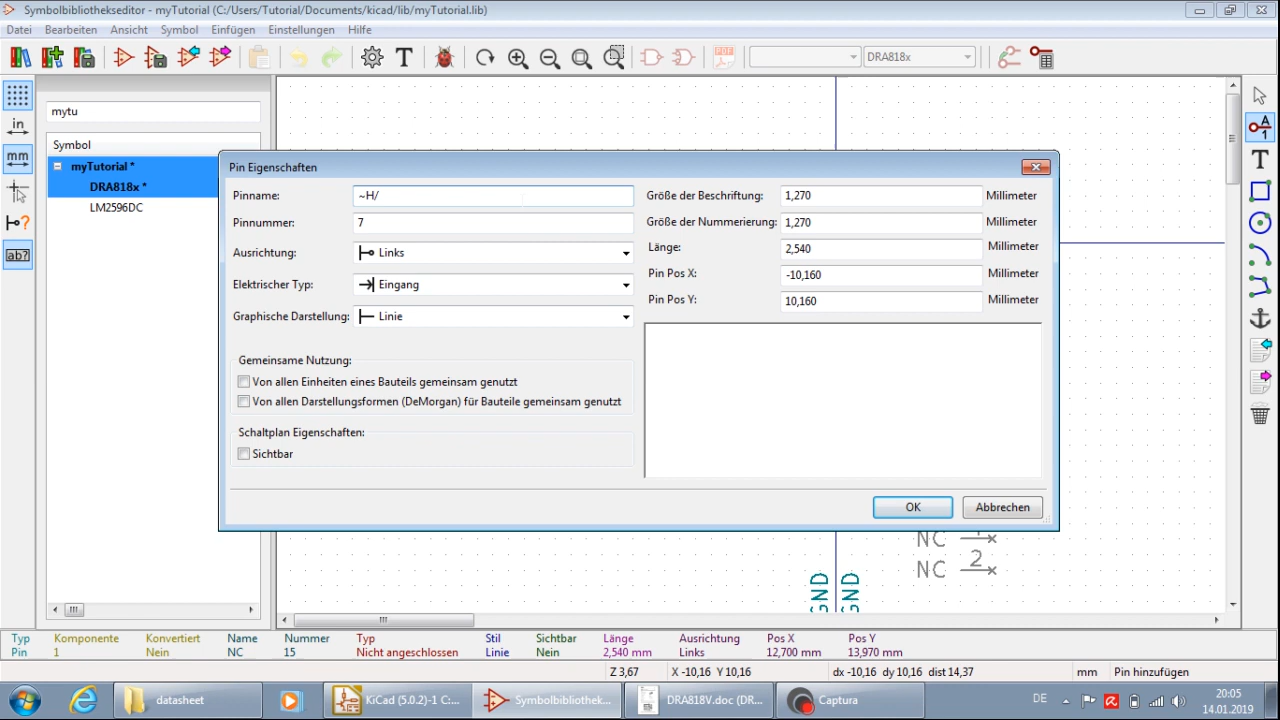 Symbolbibliothekseditor - myTutorial (C:/Users/Tutorial/Documents/kicad/lib/myTutorial.lib)
Datei Bearbeiten Ansicht Symbol Einfügen Einstellungen Hilfe
T PDF DRA818x
in
mm
ab?
mytu
Symbol
myTutorial *
DRA818x *
LM2596DC
A
1
T
Pin Eigenschaften
Pinname: ~H/
Pinnummer: 7
Ausrichtung: Links
Elektrischer Typ: Eingang
Graphische Darstellung: Linie
Gemeinsame Nutzung:
Von allen Einheiten eines Bauteils gemeinsam genutzt
Von allen Darstellungsformen (DeMorgan) für Bauteile gemeinsam genutzt
Schaltplan Eigenschaften:
Sichtbar
Größe der Beschriftung: 1,270 Millimeter
Größe der Nummerierung: 1,270 Millimeter
Länge: 2,540 Millimeter
Pin Pos X: -10,160 Millimeter
Pin Pos Y: 10,160 Millimeter
OK Abbrechen
NC
NC 2
GND GND
Typ Komponente Konvertiert Name Nummer Typ Stil Sichtbar Länge Ausrichtung Pos X Pos Y
Pin 1 Nein NC 15 Nicht angeschlossen Linie Nein 2,540 mm Links 12,700 mm 13,970 mm
Z 3,67 X -10,16 Y 10,16 dx -10,16 dy 10,16 dist 14,37 mm Pin hinzufügen
datasheet KiCad (5.0.2)-1 C:... Symbolbibliothek... DRA818V.doc (DR... Captura DE 20:05
14.01.2019